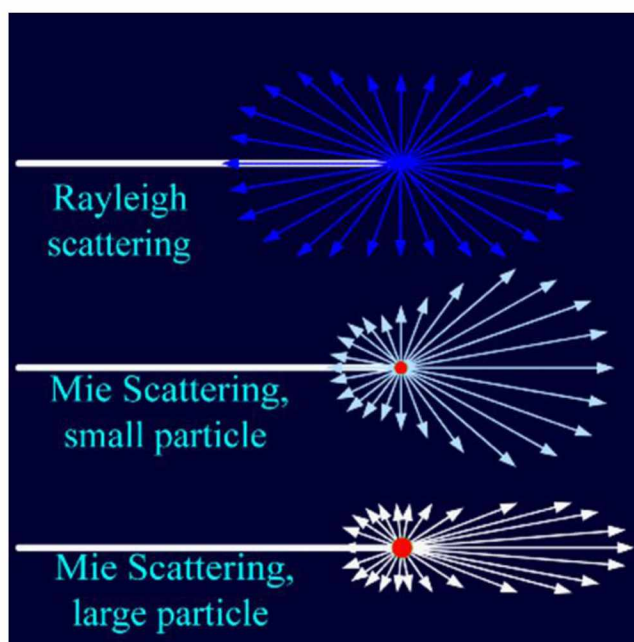 Rayleigh
scattering
Mie Scattering,
small particle
Mie Scattering,
large particle